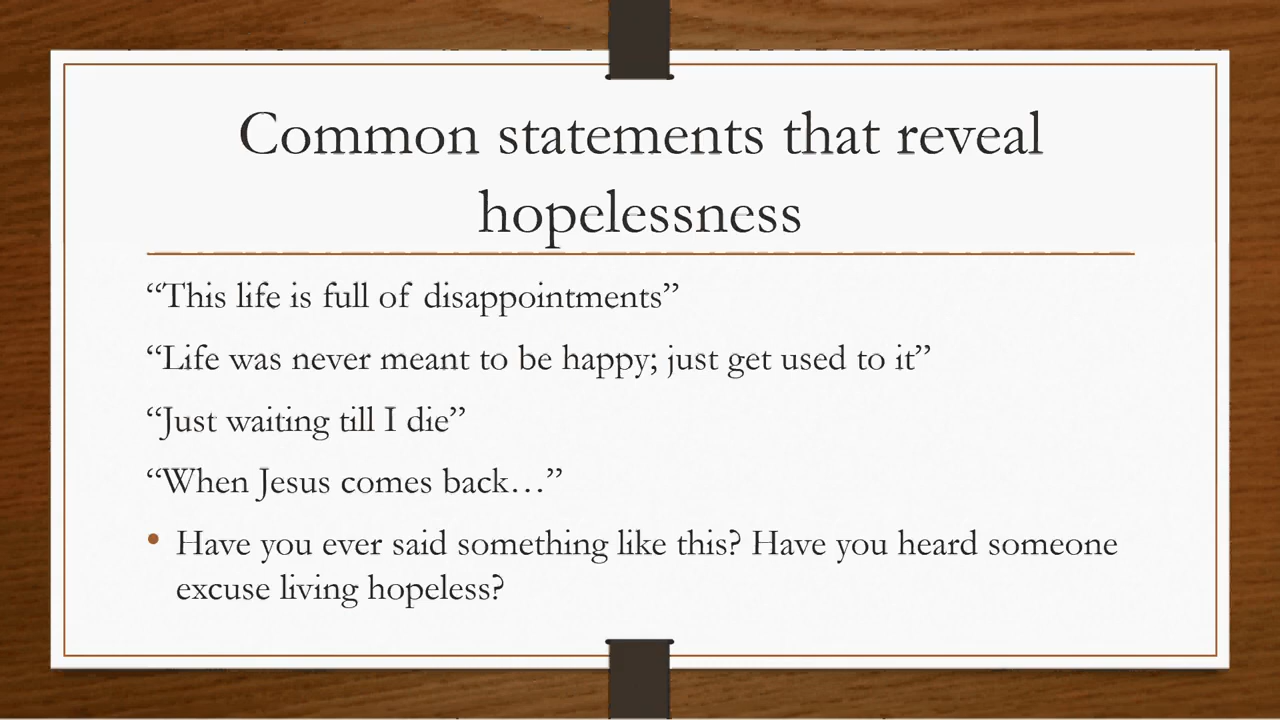 Common statements that reveal
hopelessness
“This life is full of disappointments”
“Life was never meant to be happy; just get used to it”
“Just waiting till I die”
“When Jesus comes back…”
• Have you ever said something like this? Have you heard someone
excuse living hopeless?